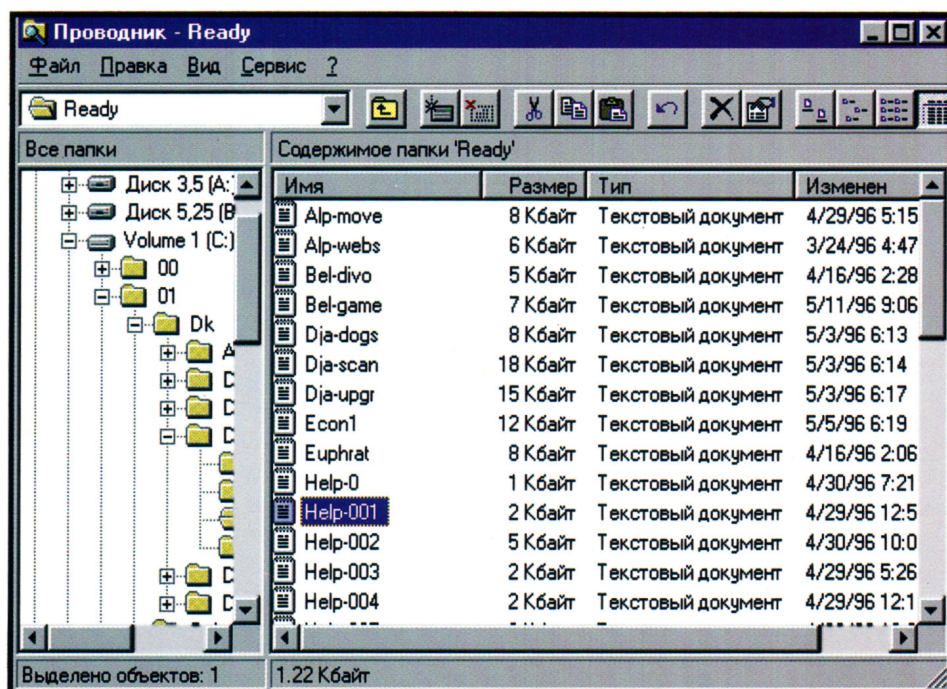 Проводник - Ready
Файл Правка Вид Сервис ?
Ready
Все папки Содержимое папки 'Ready'
Диск 3,5 (A:
Диск 5,25 (B
Volume 1 (C:)
00
01
Dk
Имя Размер Тип Изменен
Alp-move 8 Кбайт Текстовый документ 4/29/96 5:15
Alp-webs 6 Кбайт Текстовый документ 3/24/96 4:47
Bel-divo 5 Кбайт Текстовый документ 4/16/96 2:28
Bel-game 7 Кбайт Текстовый документ 5/11/96 9:06
Dja-dogs 8 Кбайт Текстовый документ 5/3/96 6:13
Dja-scan 18 Кбайт Текстовый документ 5/3/96 6:14
Dja-upgr 15 Кбайт Текстовый документ 5/3/96 6:17
Econ1 12 Кбайт Текстовый документ 5/5/96 6:19
Euphrat 8 Кбайт Текстовый документ 4/16/96 2:06
Help-0 1 Кбайт Текстовый документ 4/30/96 7:21
Help-001 2 Кбайт Текстовый документ 4/29/96 12:5
Help-002 5 Кбайт Текстовый документ 4/30/96 10:0
Help-003 2 Кбайт Текстовый документ 4/29/96 5:26
Help-004 2 Кбайт Текстовый документ 4/29/96 12:1
Выделено объектов: 1 1.22 Кбайт